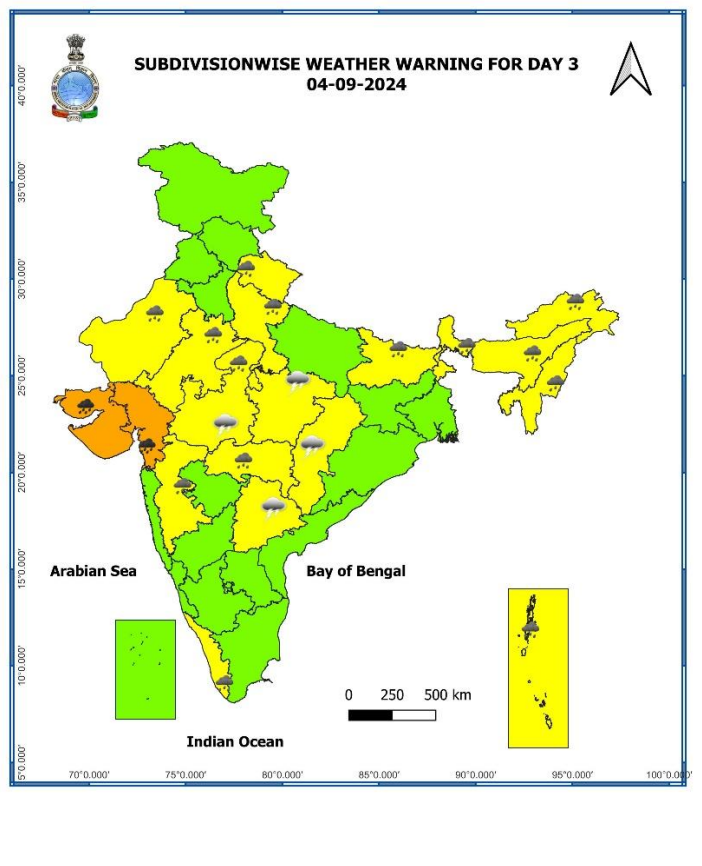 SUBDIVISIONWISE WEATHER WARNING FOR DAY 3
04-09-2024
40°0.000'
35°0.000'
30°0.000'
25°0.000'
20°0.000'
15°0.000'
10°0.000'
5°0.000'
Arabian Sea
Bay of Bengal
0 250 500 km
Indian Ocean
70°0.000' 75°0.000' 80°0.000' 85°0.000' 90°0.000' 95°0.000' 100°0.000'